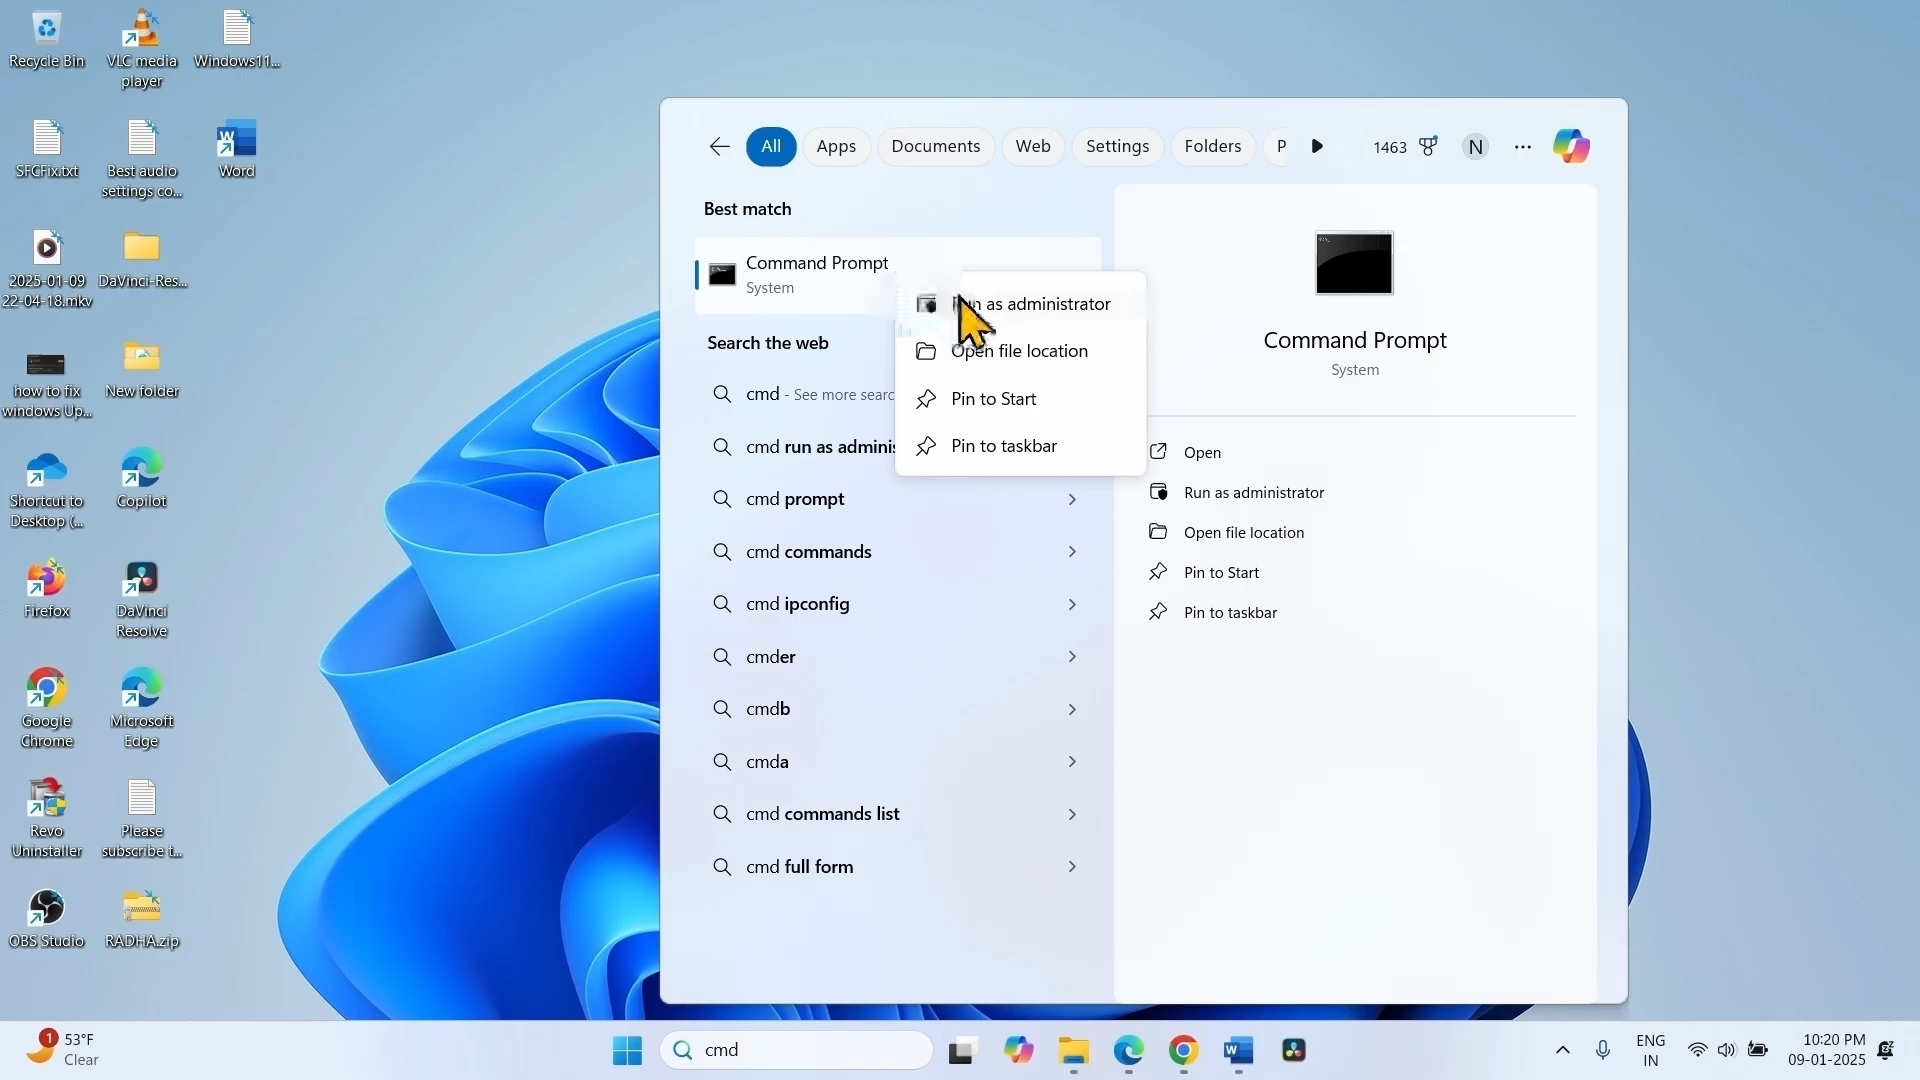 Recycle Bin
VLC media
player
Windows11...
SFCFix.txt
Best audio
settings co...
Word
2025-01-09
22-04-18.mkv
DaVinci-Res...
how to fix
windows Up...
New folder
Shortcut to
Desktop (...
Copilot
Firefox
DaVinci
Resolve
Google
Chrome
Microsoft
Edge
Revo
Uninstaller
Please
subscribe t...
OBS Studio
RADHA.zip
All
Apps
Documents
Web
Settings
Folders
P
1463
N
Best match
Command Prompt
System
Search the web
cmd - See more searc
cmd run as adminis
cmd prompt
cmd commands
cmd ipconfig
cmder
cmdb
cmda
cmd commands list
cmd full form
as administrator
Open file location
Pin to Start
Pin to taskbar
Command Prompt
System
Open
Run as administrator
Open file location
Pin to Start
Pin to taskbar
1
53°F
Clear
cmd
ENG
IN
10:20 PM
09-01-2025